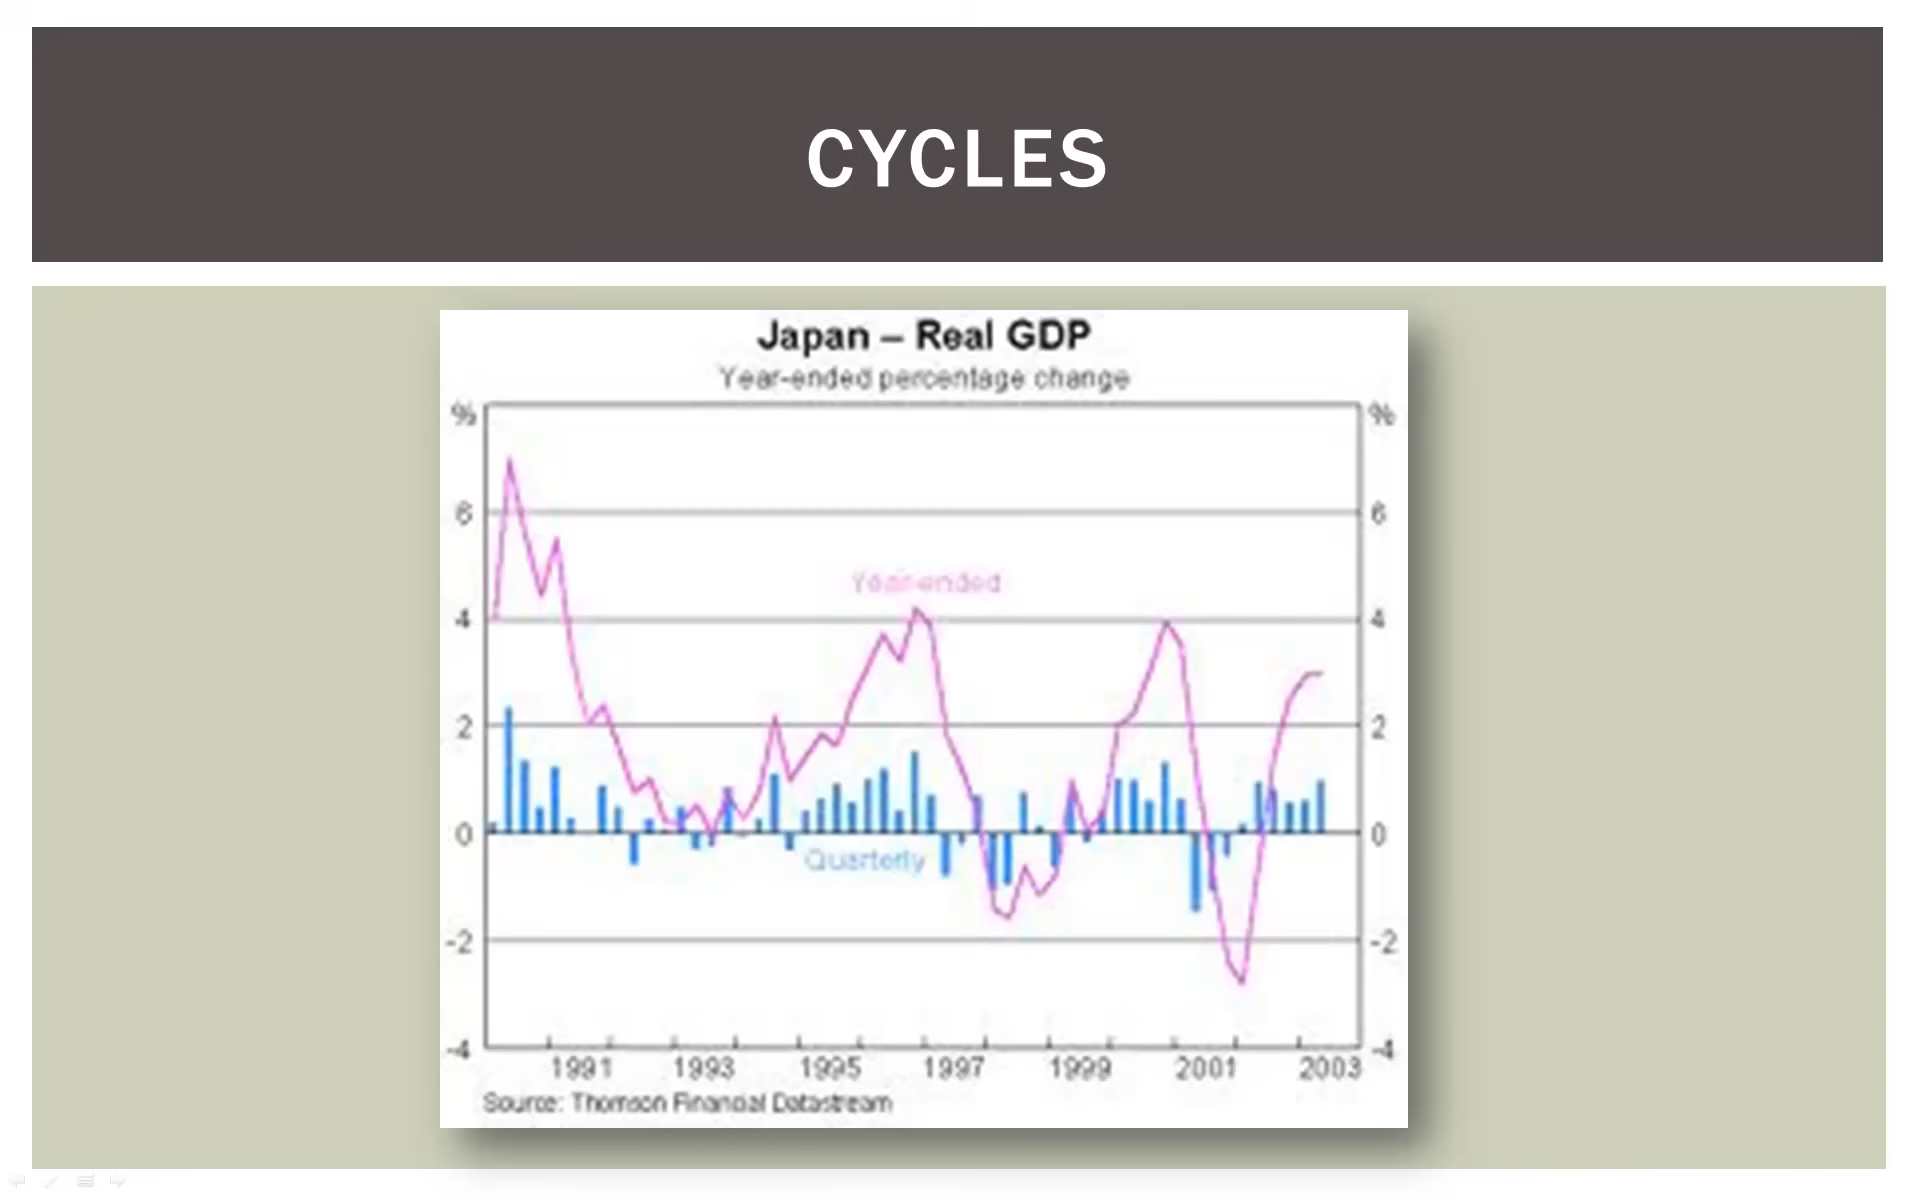 CYCLES
Japan – Real GDP
Year-ended percentage change
% %
6 6
Year-ended
4 4
2 2
0 0
Quarterly
-2 -2
-4 -4
1991 1993 1995 1997 1999 2001 2003
Source: Thomson Financial Datastream